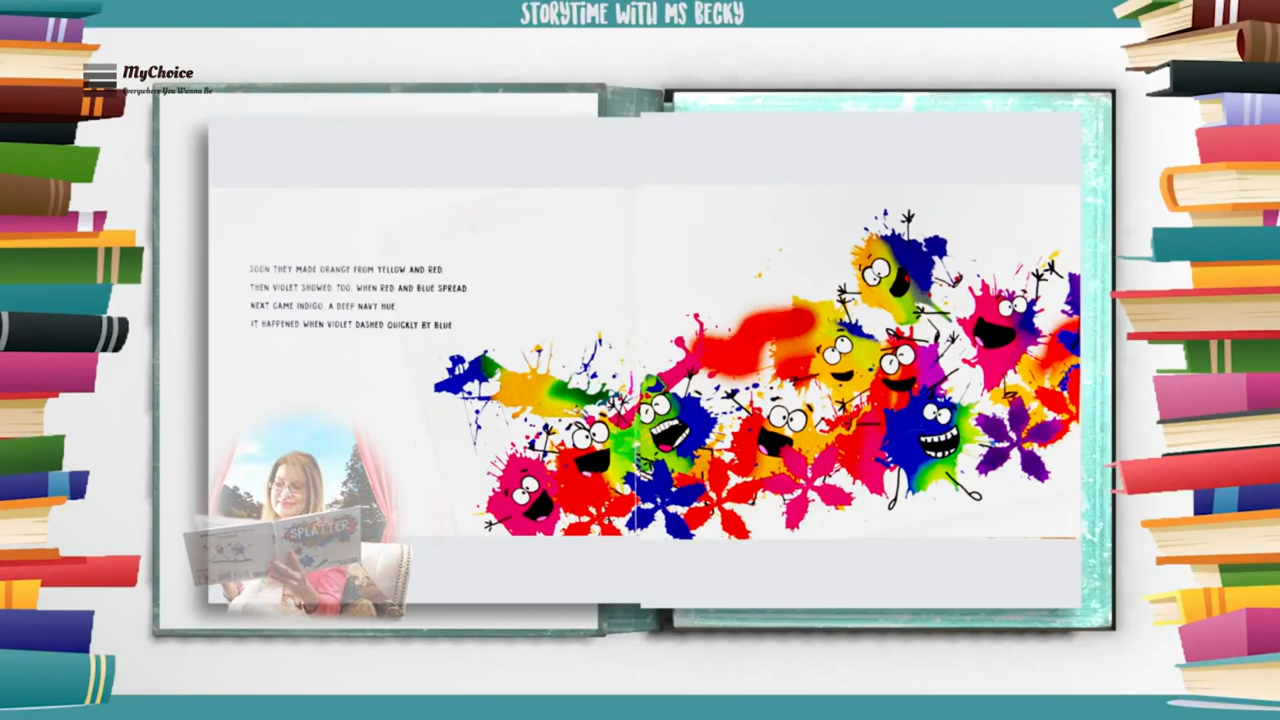 STORYTIME WITH MS BECKY
MyChoice
Everywhere You Wanna Be
SOON THEY MADE ORANGE FROM YELLOW AND RED
THEN VIOLET SHOWED, TOO, WHEN RED AND BLUE SPREAD
NEXT CAME INDIGO, A DEEP NAVY HUE
IT HAPPENED WHEN VIOLET DASHED QUICKLY BY BLUE
SPLATTER